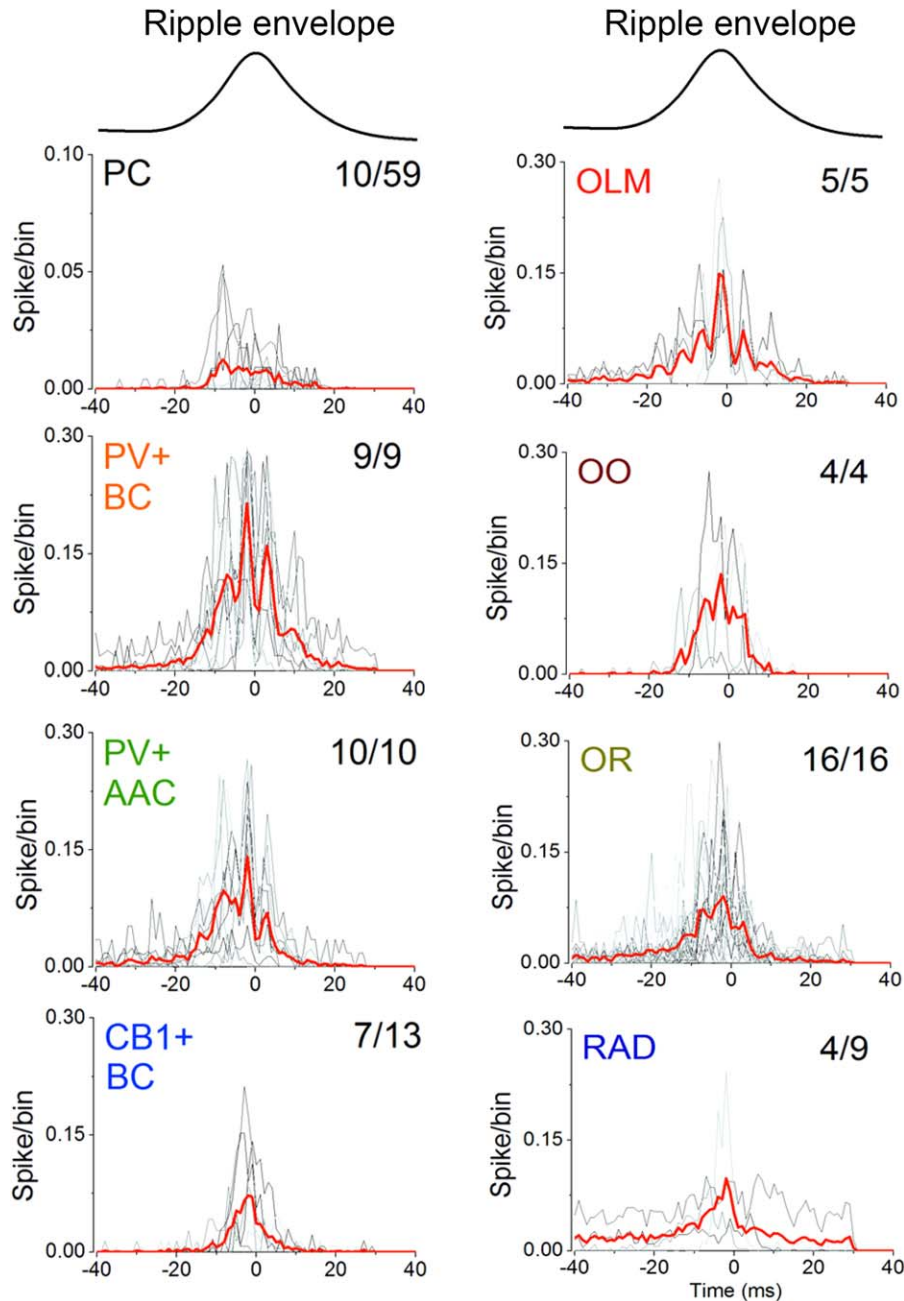 Ripple envelope
Ripple envelope
0.10
PC
10/59
0.05
0.00
Spike/bin
-40 -20 0 20 40
0.30
OLM
5/5
0.15
0.00
Spike/bin
-40 -20 0 20 40
0.30
PV+
BC
9/9
0.15
0.00
Spike/bin
-40 -20 0 20 40
0.30
OO
4/4
0.15
0.00
Spike/bin
-40 -20 0 20 40
0.30
PV+
AAC
10/10
0.15
0.00
Spike/bin
-40 -20 0 20 40
0.30
OR
16/16
0.15
0.00
Spike/bin
-40 -20 0 20 40
0.30
CB1+
BC
7/13
0.15
0.00
Spike/bin
-40 -20 0 20 40
0.30
RAD
4/9
0.15
0.00
Spike/bin
-40 -20 0 20 40
Time (ms)